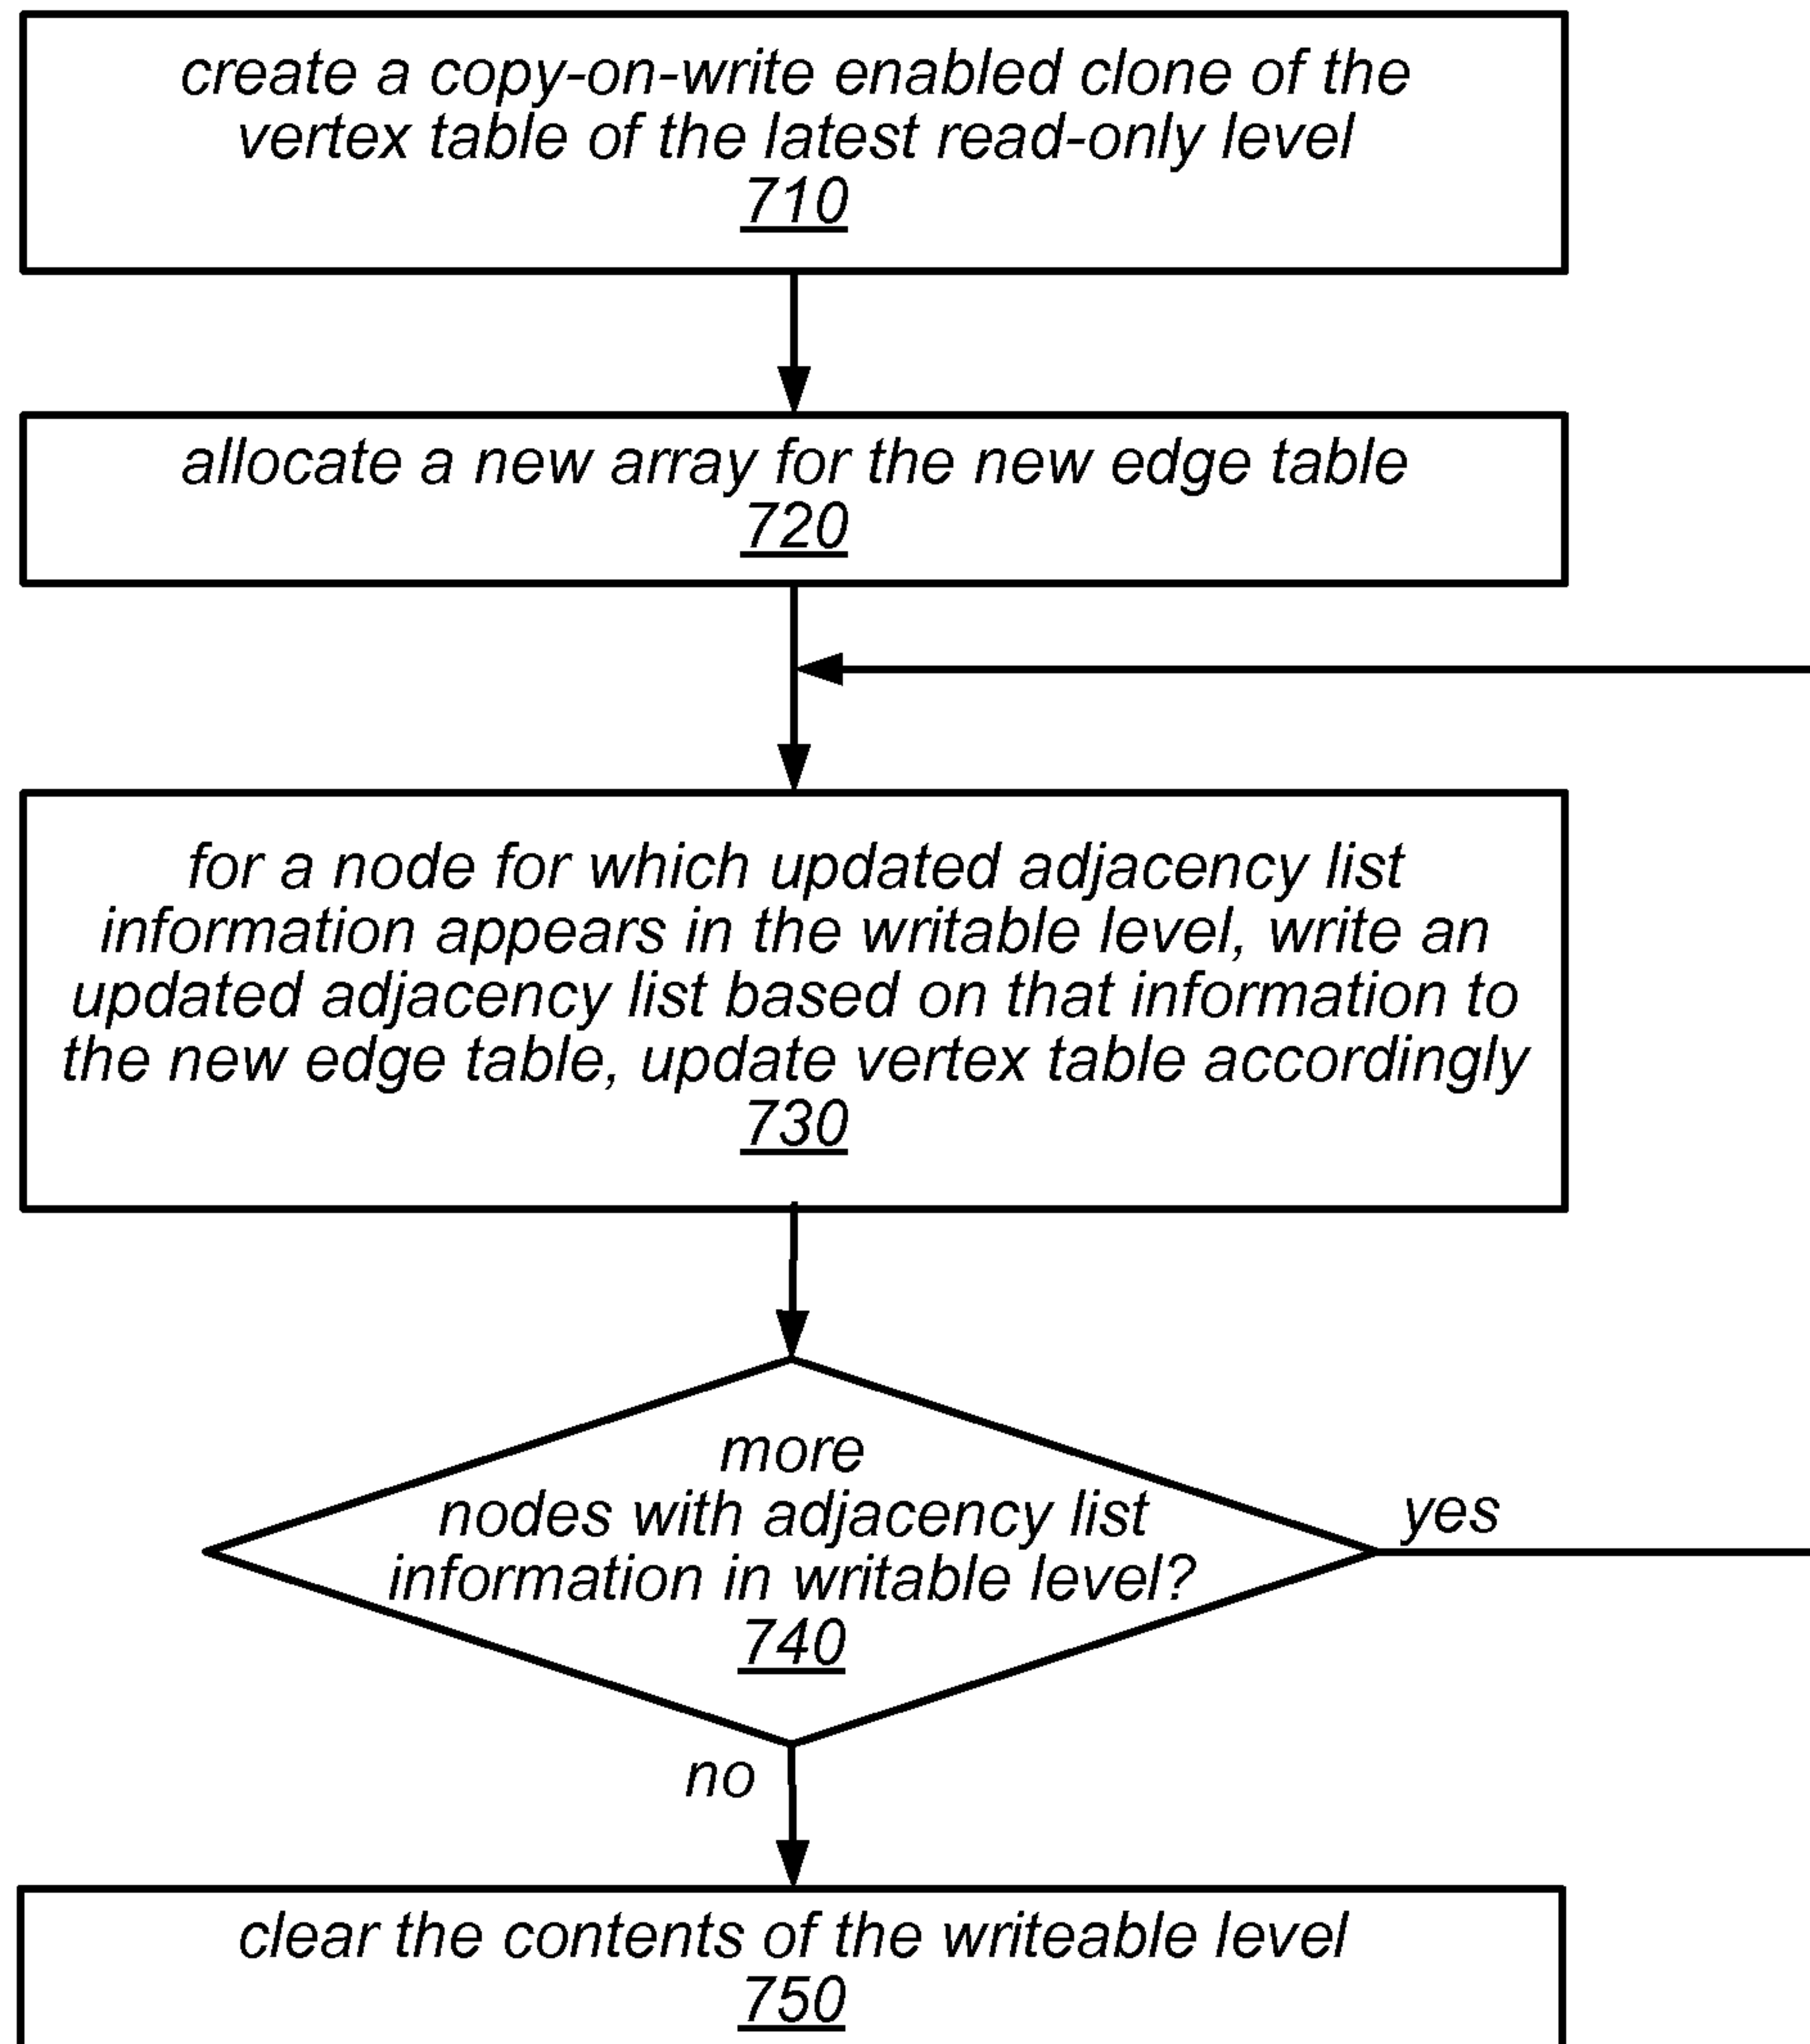 create a copy-on-write enabled clone of the
vertex table of the latest read-only level
710
allocate a new array for the new edge table
720
for a node for which updated adjacency list
information appears in the writable level, write an
updated adjacency list based on that information to
the new edge table, update vertex table accordingly
730
more
nodes with adjacency list
information in writable level?
740
yes
no
clear the contents of the writeable level
750